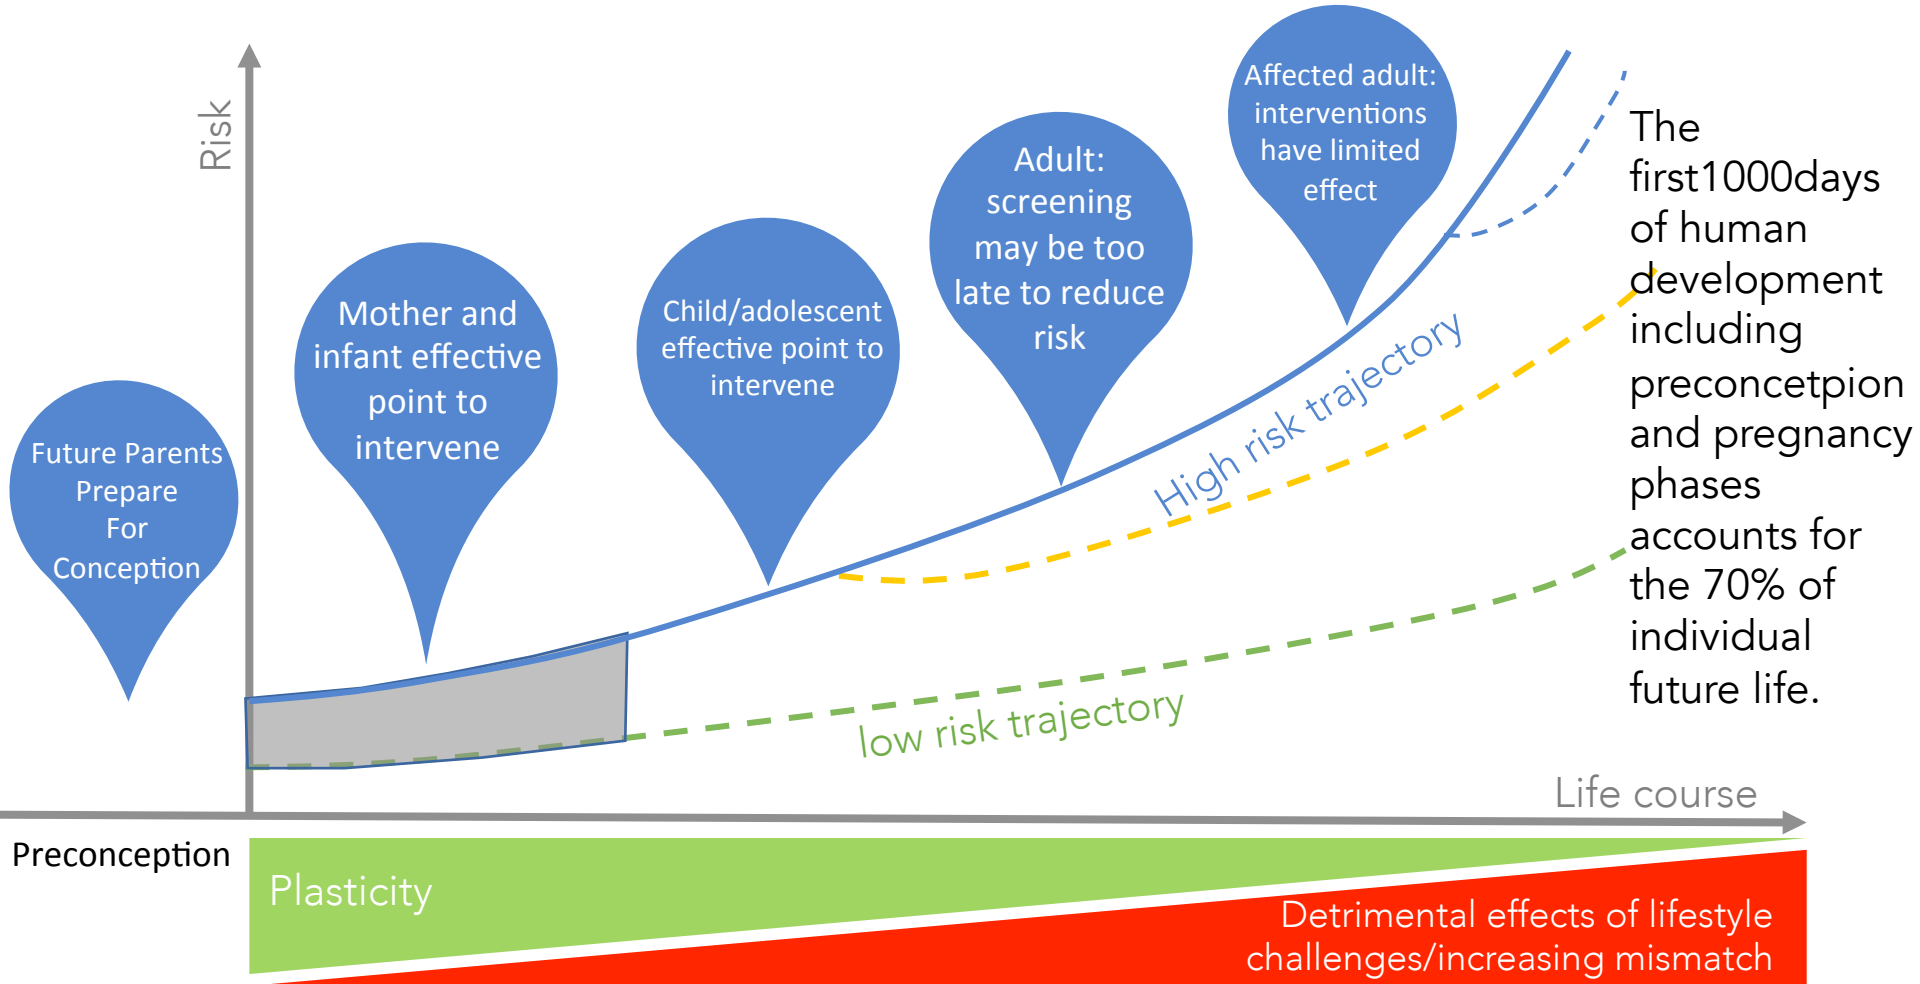 Risk
Future Parents
Prepare
For
Conception
Mother and
infant effective
point to
intervene
Child/adolescent
effective point to
intervene
Adult:
screening
may be too
late to reduce
risk
Affected adult:
interventions
have limited
effect
High risk trajectory
low risk trajectory
The
first1000days
of human
development
including
preconcetpion
and pregnancy
phases
accounts for
the 70% of
individual
future life.
Life course
Preconception
Plasticity
Detrimental effects of lifestyle
challenges/increasing mismatch